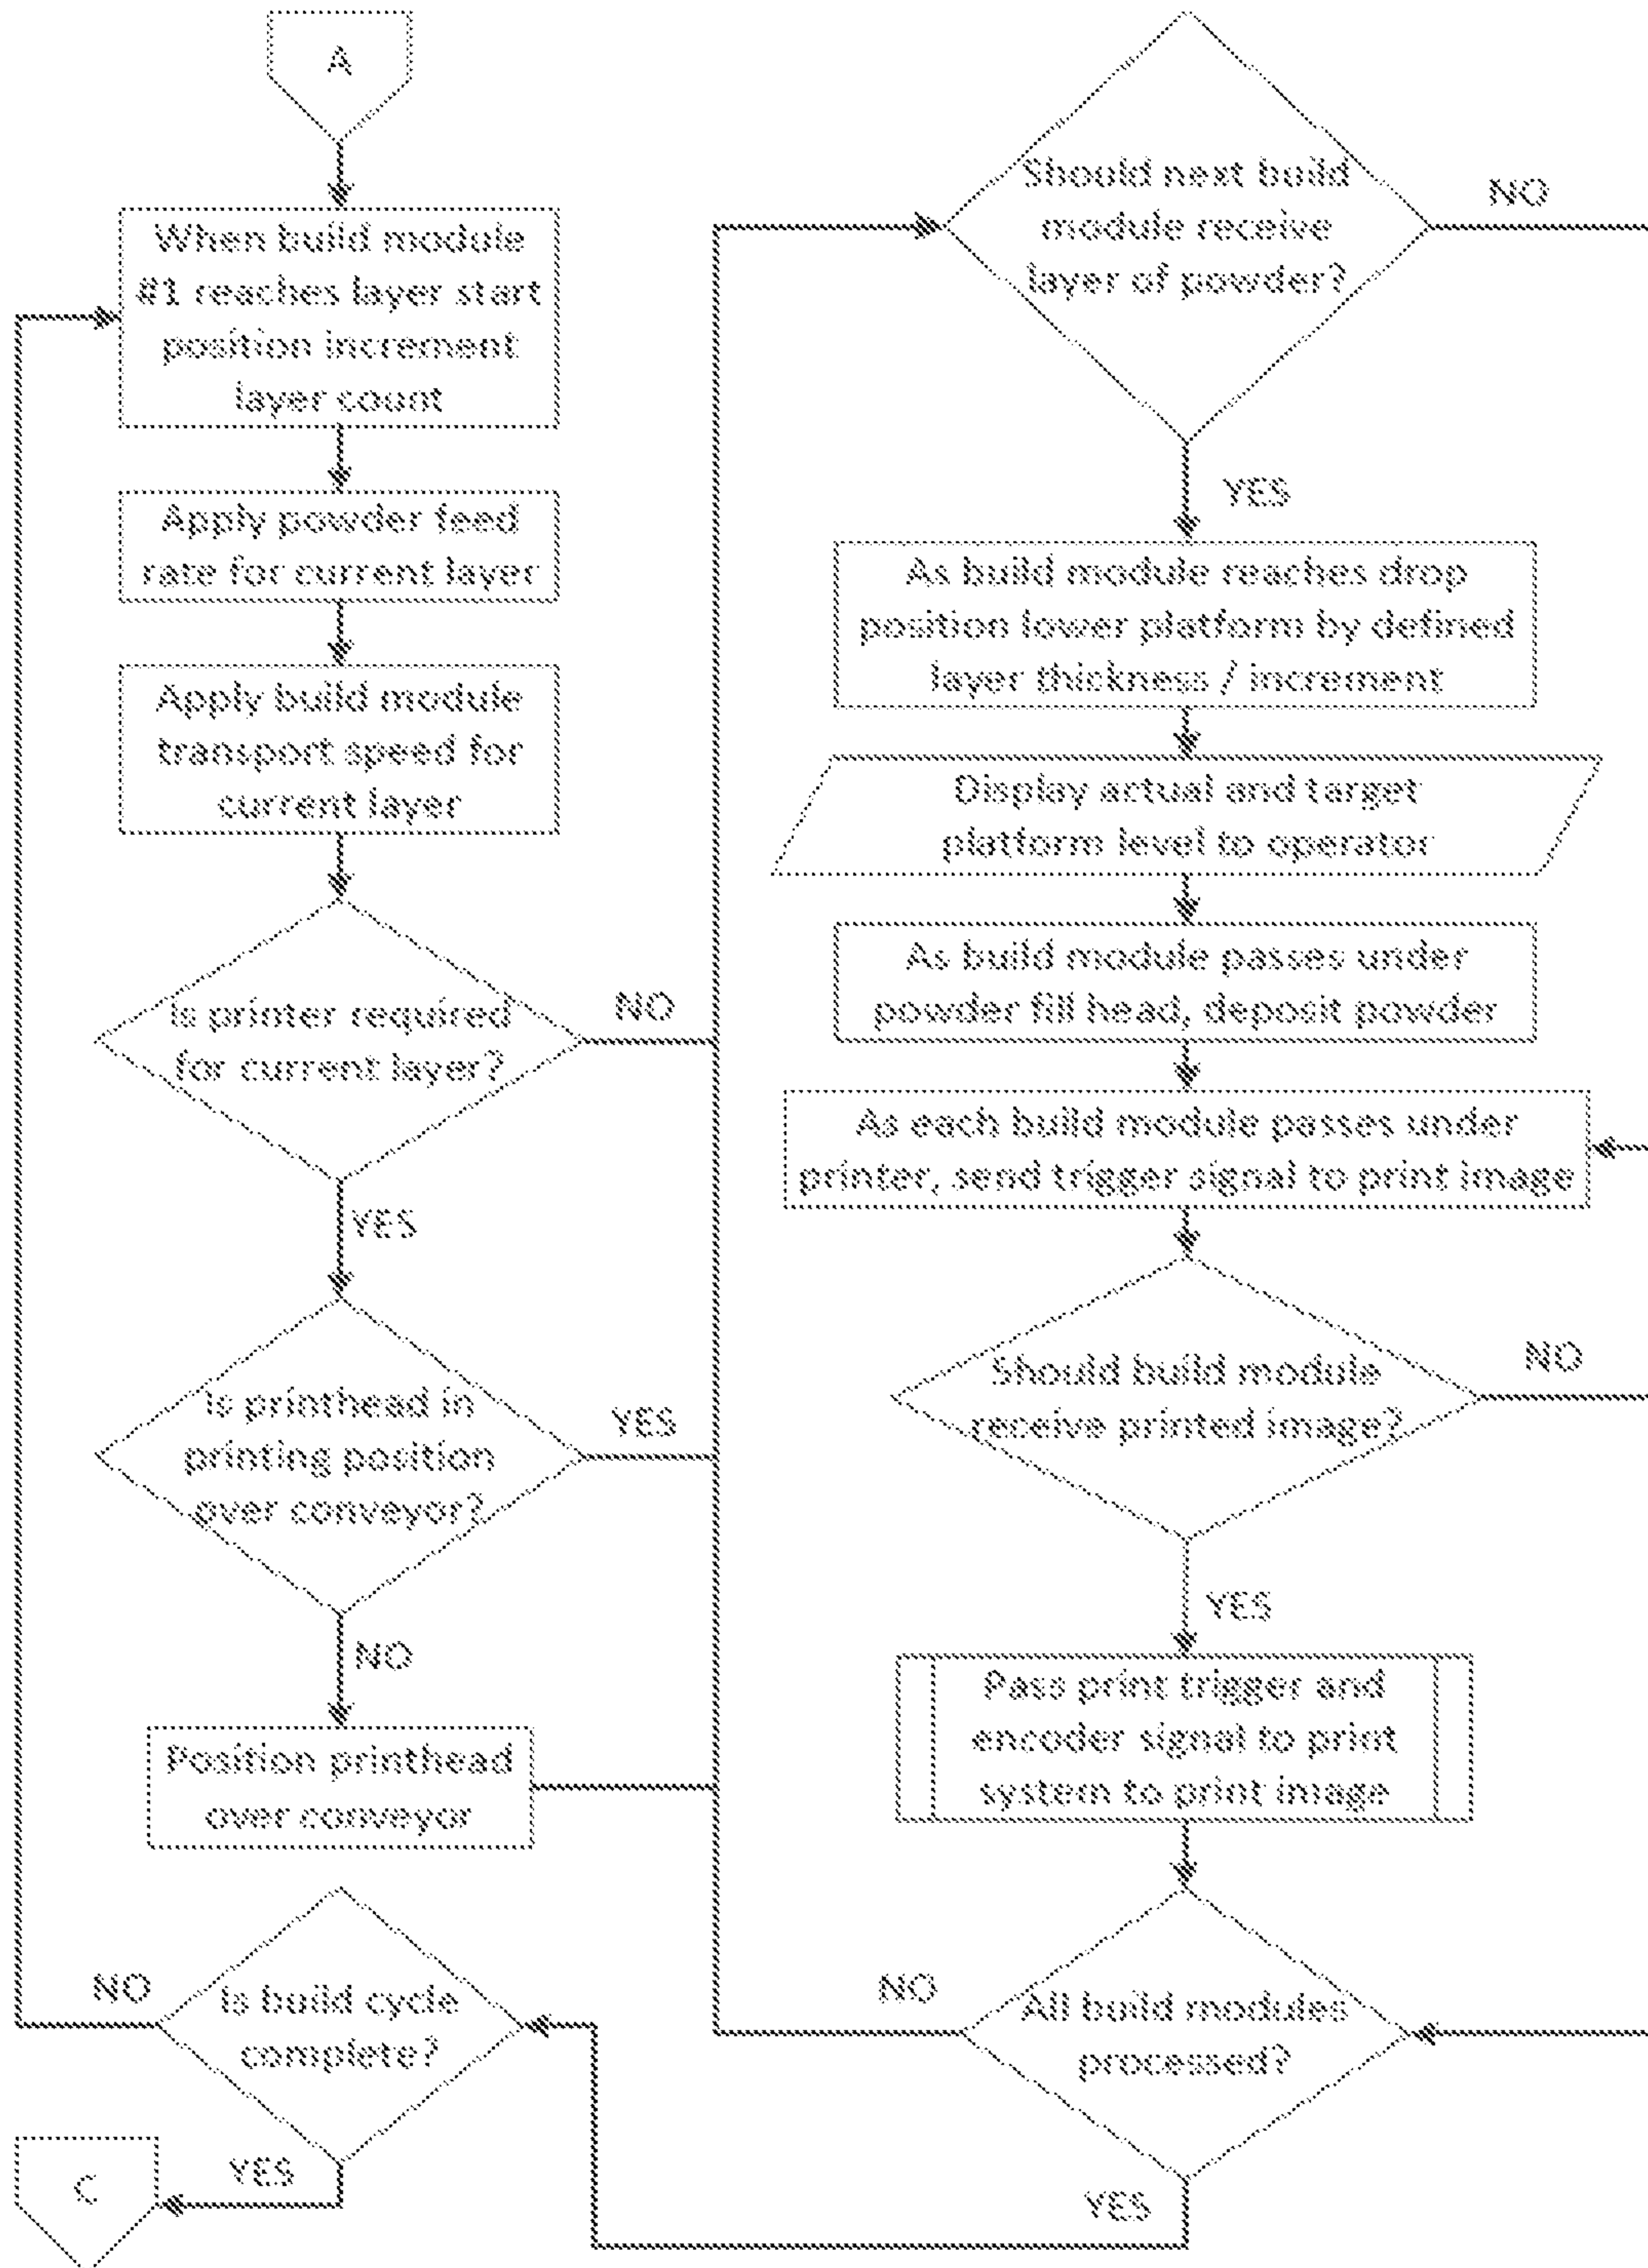 A
When build module
#1 reaches layer start
position increment
layer count
Apply powder feed
rate for current layer
Apply build module
transport speed for
current layer
Is printer required
for current layer?
NO
YES
Is printhead in
printing position
over conveyor?
YES
NO
Position printhead
over conveyor
Is build cycle
complete?
NO
YES
C
Should next build
module receive
layer of powder?
NO
YES
As build module reaches drop
position lower platform by defined
layer thickness / increment
Display actual and target
platform level to operator
As build module passes under
powder fill head, deposit powder
As each build module passes under
printer, send trigger signal to print image
Should build module
receive printed image?
NO
YES
Pass print trigger and
encoder signal to print
system to print image
All build modules
processed?
NO
YES